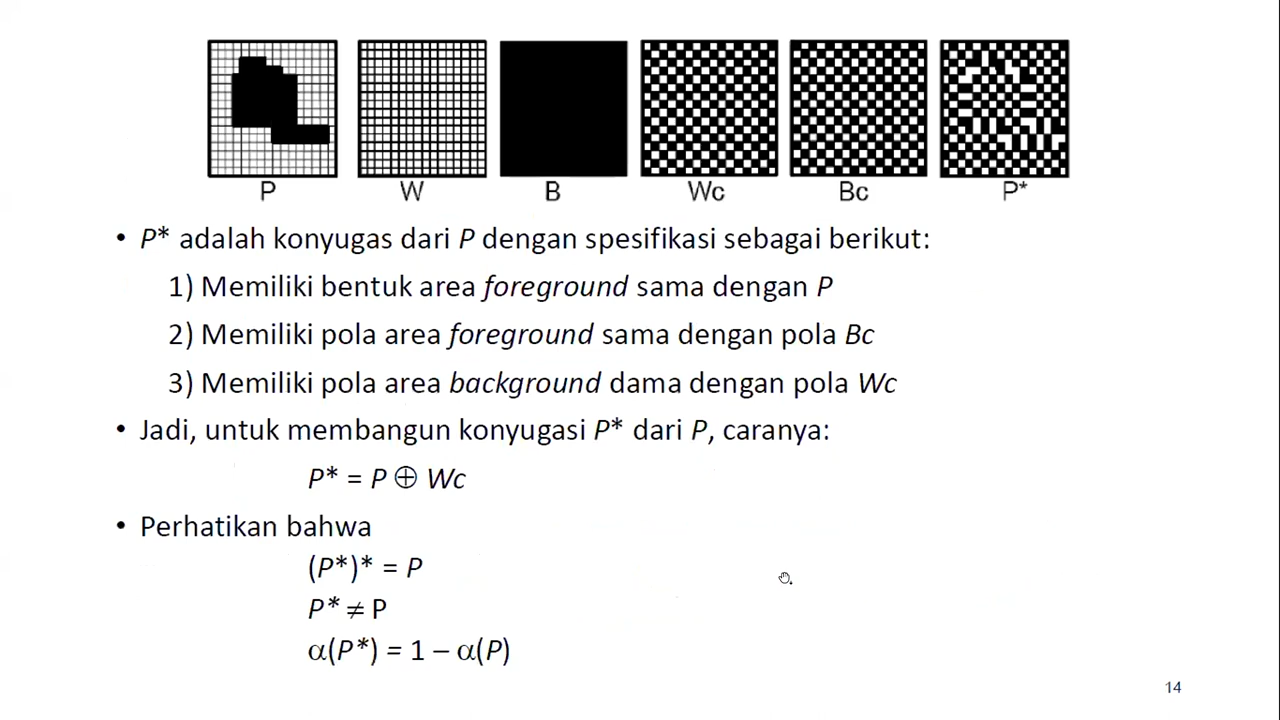 P W B Wc Bc P*
• P* adalah konyugas dari P dengan spesifikasi sebagai berikut:
1) Memiliki bentuk area foreground sama dengan P
2) Memiliki pola area foreground sama dengan pola Bc
3) Memiliki pola area background dama dengan pola Wc
• Jadi, untuk membangun konyugasi P* dari P, caranya:
P* = P ⊕ Wc
• Perhatikan bahwa
(P*)* = P
P* ≠ P
α(P*) = 1 – α(P)
14